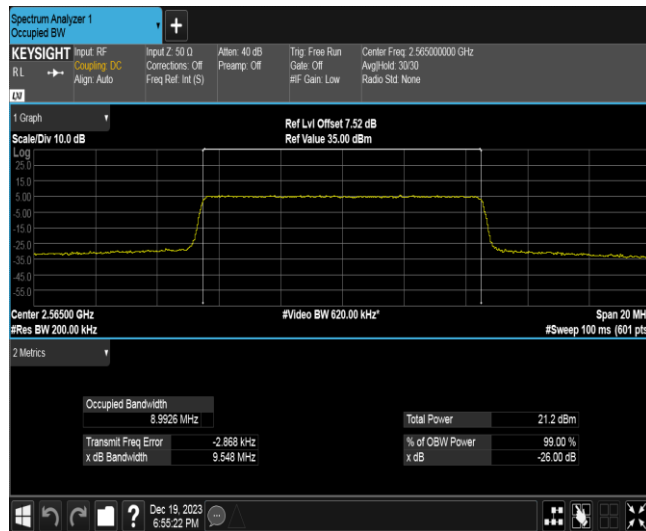 Spectrum Analyzer 1
Occupied BW
+
KEYSIGHT
RL
LXI
Input: RF
Coupling: DC
Align: Auto
Input Z: 50 Ω
Corrections: Off
Freq Ref: Int (S)
Atten: 40 dB
Preamp: Off
Trig: Free Run
Gate: Off
#IF Gain: Low
Center Freq: 2.565000000 GHz
Avg|Hold: 30/30
Radio Std: None
1 Graph
Scale/Div 10.0 dB
Ref Lvl Offset 7.52 dB
Ref Value 35.00 dBm
Log
25.0
15.0
5.00
-5.00
-15.0
-25.0
-35.0
-45.0
-55.0
Center 2.56500 GHz
#Res BW 200.00 kHz
#Video BW 620.00 kHz*
Span 20 MH
#Sweep 100 ms (601 pts
2 Metrics
Occupied Bandwidth
8.9926 MHz
Transmit Freq Error -2.868 kHz
x dB Bandwidth 9.548 MHz
Total Power 21.2 dBm
% of OBW Power 99.00 %
x dB -26.00 dB
?
Dec 19, 2023
6:55:22 PM